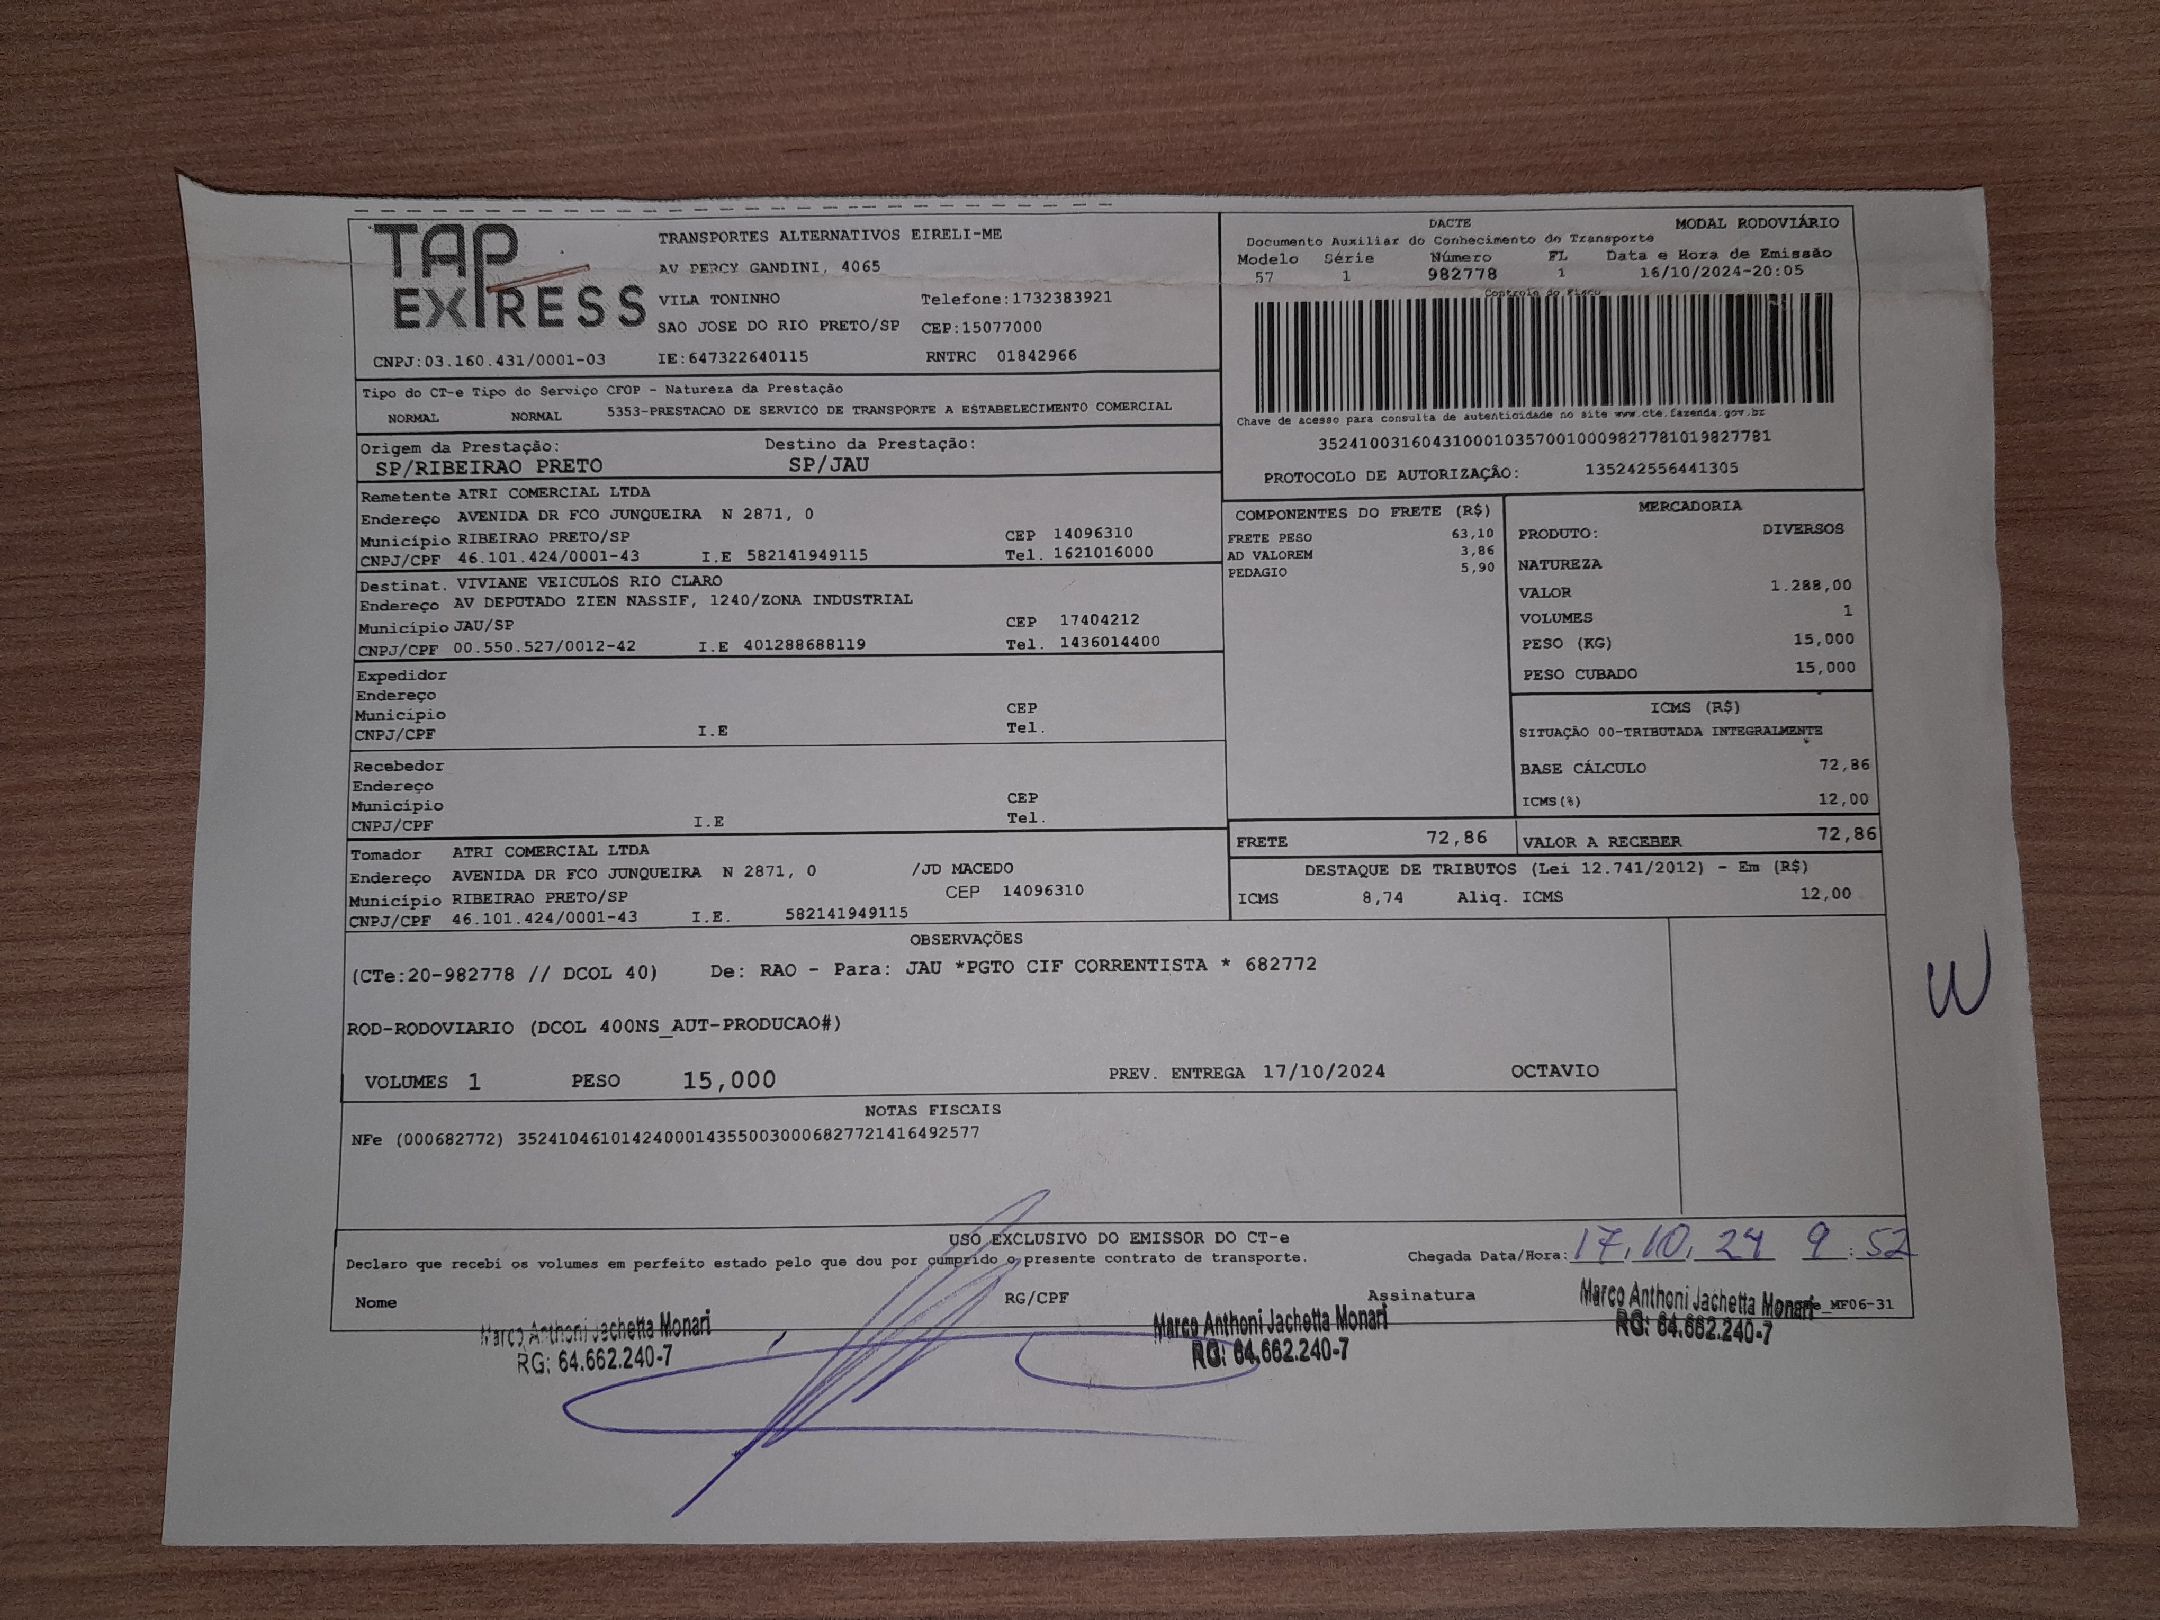 TAP EXPRESS
TRANSPORTES ALTERNATIVOS EIRELI-ME
AV PERCY GANDINI, 4065
VILA TONINHO Telefone:1732383921
SAO JOSE DO RIO PRETO/SP CEP:15077000
CNPJ:03.160.431/0001-03 IE:647322640115 RNTRC 01842966
DACTE MODAL RODOVIÁRIO
Documento Auxiliar do Conhecimento do Transporte
Modelo Série Número FL Data e Hora de Emissão
57 1 982778 1 16/10/2024-20:05
Controle do Fisco
Chave de acesso para consulta de autenticidade no site www.cte.fazenda.gov.br
35241003160431000103570010009827781019827781
PROTOCOLO DE AUTORIZAÇÃO: 135242556441305
Tipo do CT-e Tipo do Serviço CFOP - Natureza da Prestação
NORMAL NORMAL 5353-PRESTACAO DE SERVICO DE TRANSPORTE A ESTABELECIMENTO COMERCIAL
Origem da Prestação: Destino da Prestação:
SP/RIBEIRAO PRETO SP/JAU
Remetente ATRI COMERCIAL LTDA
Endereço AVENIDA DR FCO JUNQUEIRA N 2871, 0
Município RIBEIRAO PRETO/SP CEP 14096310
CNPJ/CPF 46.101.424/0001-43 I.E 582141949115 Tel. 1621016000
Destinat. VIVIANE VEICULOS RIO CLARO
Endereço AV DEPUTADO ZIEN NASSIF, 1240/ZONA INDUSTRIAL
Município JAU/SP CEP 17404212
CNPJ/CPF 00.550.527/0012-42 I.E 401288688119 Tel. 1436014400
Expedidor
Endereço
Município CEP
CNPJ/CPF I.E Tel.
Recebedor
Endereço
Município CEP
CNPJ/CPF I.E Tel.
Tomador ATRI COMERCIAL LTDA
Endereço AVENIDA DR FCO JUNQUEIRA N 2871, 0 /JD MACEDO
Município RIBEIRAO PRETO/SP CEP 14096310
CNPJ/CPF 46.101.424/0001-43 I.E. 582141949115
COMPONENTES DO FRETE (R$)
FRETE PESO 63,10
AD VALOREM 3,86
PEDAGIO 5,90
MERCADORIA
PRODUTO: DIVERSOS
NATUREZA
VALOR 1.288,00
VOLUMES 1
PESO (KG) 15,000
PESO CUBADO 15,000
ICMS (R$)
SITUAÇÃO 00-TRIBUTADA INTEGRALMENTE
BASE CÁLCULO 72,86
ICMS(%) 12,00
FRETE 72,86 VALOR A RECEBER 72,86
DESTAQUE DE TRIBUTOS (Lei 12.741/2012) - Em (R$)
ICMS 8,74 Aliq. ICMS 12,00
OBSERVAÇÕES
(CTe:20-982778 // DCOL 40) De: RAO - Para: JAU *PGTO CIF CORRENTISTA * 682772
W
ROD-RODOVIARIO (DCOL 400NS_AUT-PRODUCAO#)
VOLUMES 1 PESO 15,000 PREV. ENTREGA 17/10/2024 OCTAVIO
NOTAS FISCAIS
NFe (000682772) 35241046101424000143550030006827721416492577
USO EXCLUSIVO DO EMISSOR DO CT-e
Declaro que recebi os volumes em perfeito estado pelo que dou por cumprido o presente contrato de transporte. Chegada Data/Hora: 17.10.24 9:52
Nome RG/CPF Assinatura MF06-31
Marco Anthoni Jachetta Monari Marco Anthoni Jachetta Monari Marco Anthoni Jachetta Monari
RG: 64.662.240-7 RG: 64.662.240-7 RG: 64.662.240-7